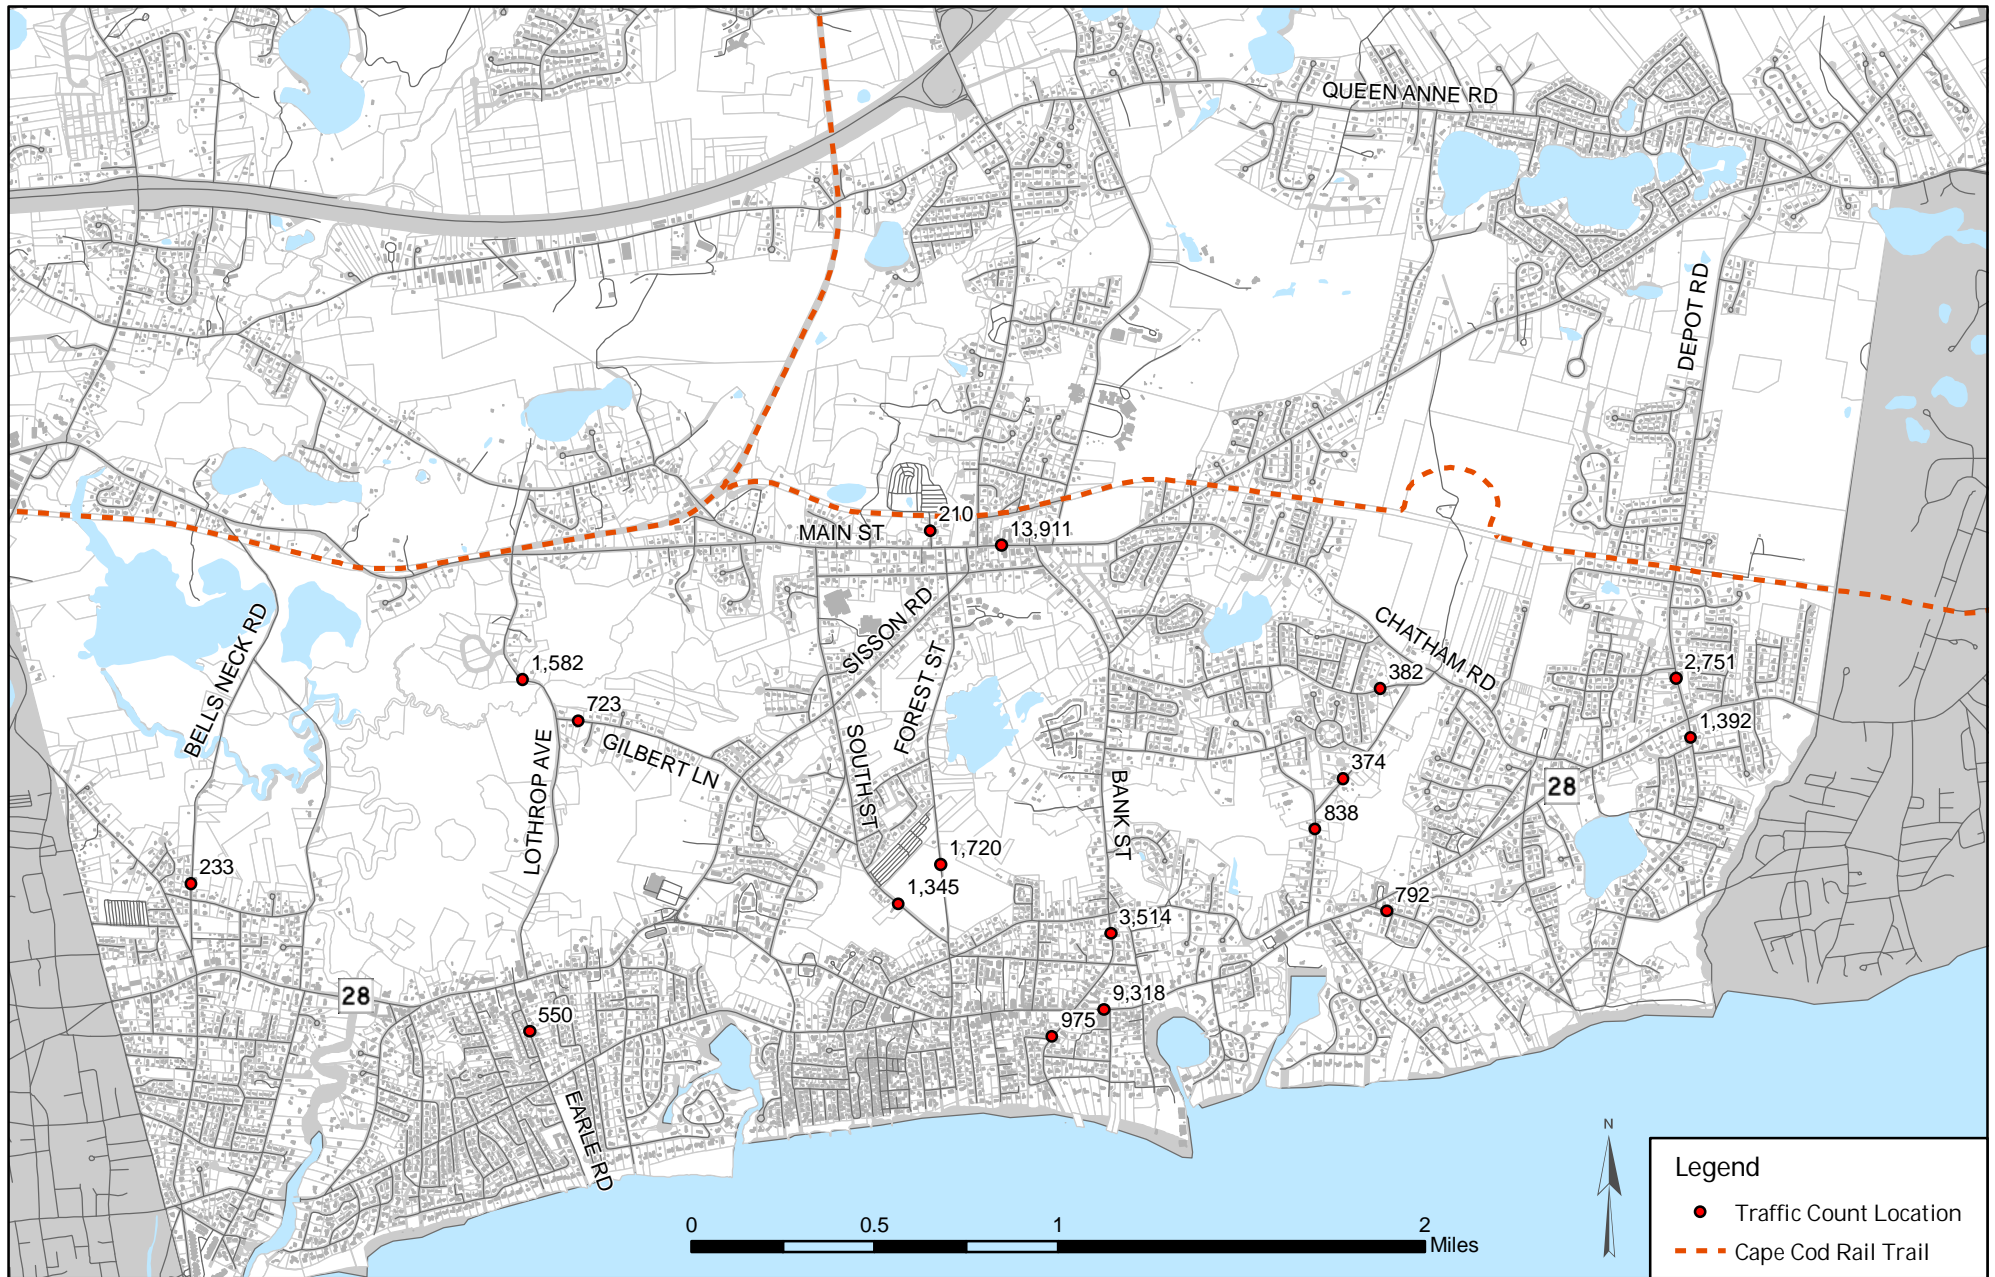 QUEEN ANNE RD
DEPOT RD
210
MAIN ST
13,911
BELLS NECK RD
SISSON RD
CHATHAM RD
1,582
FOREST ST
382
2,751
723
GILBERT LN
1,392
LOTHROP AVE
SOUTH ST
BANK ST
374
28
838
233
1,720
1,345
3,514
792
28
9,318
550
975
EARLE RD
N
Legend
Traffic Count Location
Cape Cod Rail Trail
0 0.5 1 2
Miles